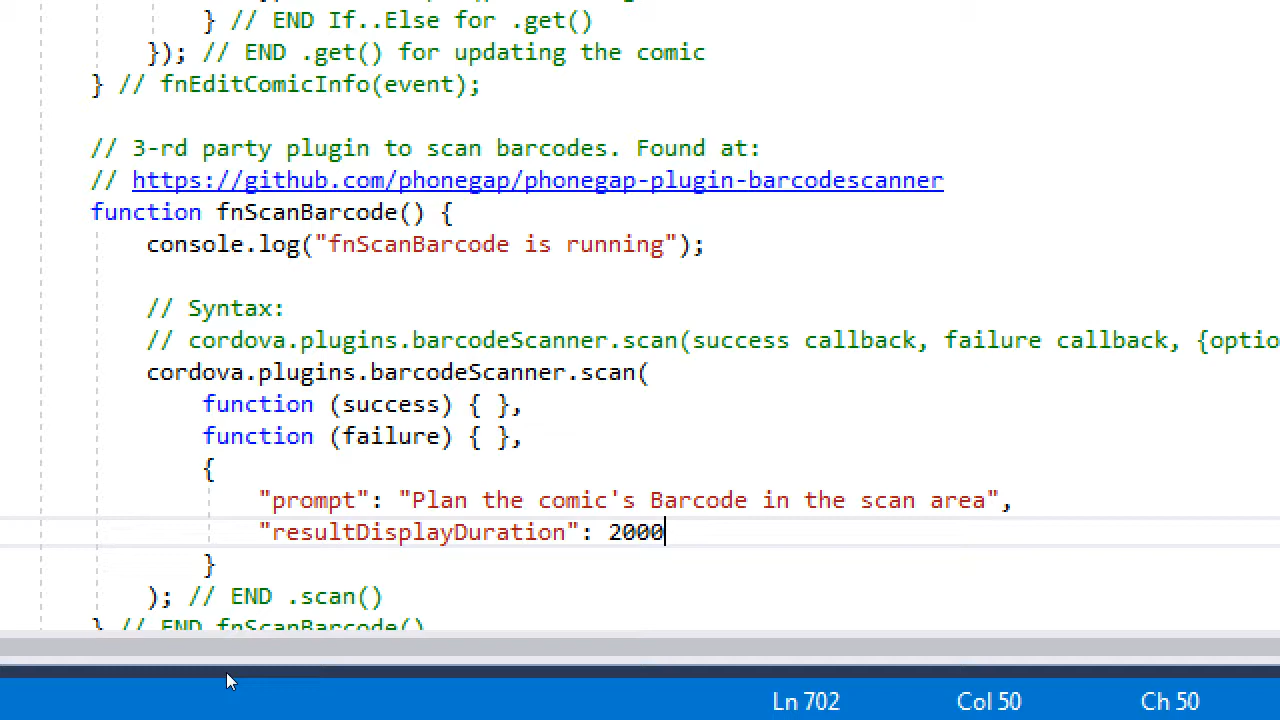 } // END If..Else for .get()
}); // END .get() for updating the comic
} // fnEditComicInfo(event);
// 3-rd party plugin to scan barcodes. Found at:
// https://github.com/phonegap/phonegap-plugin-barcodescanner
function fnScanBarcode() {
console.log("fnScanBarcode is running");
// Syntax:
// cordova.plugins.barcodeScanner.scan(success callback, failure callback, {optio
cordova.plugins.barcodeScanner.scan(
function (success) { },
function (failure) { },
{
"prompt": "Plan the comic's Barcode in the scan area",
"resultDisplayDuration": 2000
}
); // END .scan()
} // END fnScanBarcode()
Ln 702 Col 50 Ch 50